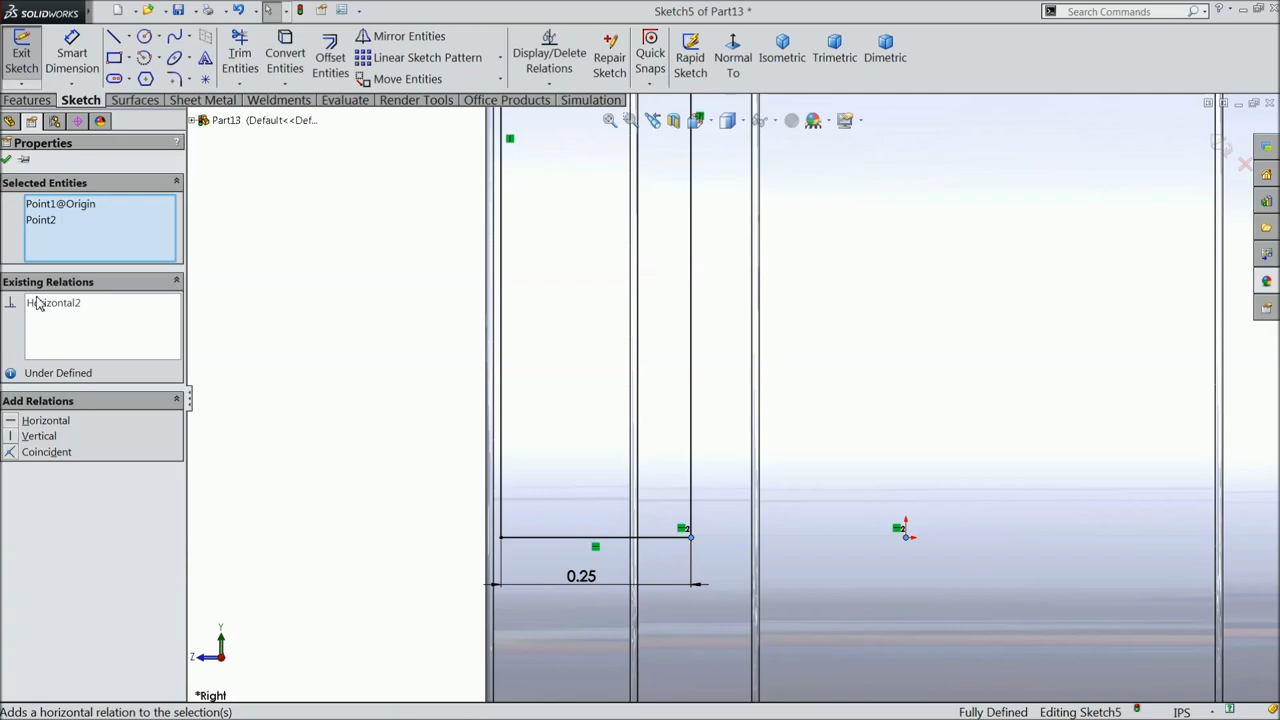 SOLIDWORKS
Sketch5 of Part13 *
Search Commands
Exit Sketch
Smart Dimension
Trim Entities
Convert Entities
Offset Entities
Mirror Entities
Linear Sketch Pattern
Move Entities
Display/Delete Relations
Repair Sketch
Quick Snaps
Rapid Sketch
Normal To
Isometric
Trimetric
Dimetric
Features
Sketch
Surfaces
Sheet Metal
Weldments
Evaluate
Render Tools
Office Products
Simulation
Part13 (Default<<Def...
Properties
?
Selected Entities
Point1@Origin
Point2
Existing Relations
Horizontal2
Under Defined
Add Relations
Horizontal
Vertical
Coincident
2
2
0.25
Y
Z
*Right
Adds a horizontal relation to the selection(s)
Fully Defined
Editing Sketch5
IPS